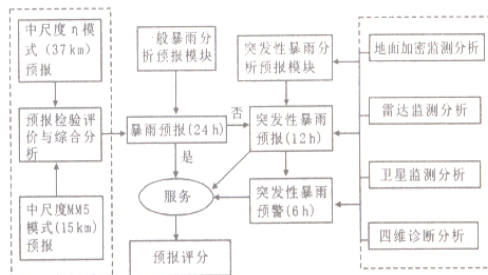 中尺度η模
式(37km)
预报
预报检验评
价与综合分
析
中尺度MM5
模式(15km)
预报
一般暴雨分
析预报模块
暴雨预报(24h)
否
是
服务
预报评分
突发性暴雨分
析预报模块
突发性暴雨
预报(12h)
突发性暴雨
预警(6h)
地面加密监测分析
雷达监测分析
卫星监测分析
四维诊断分析